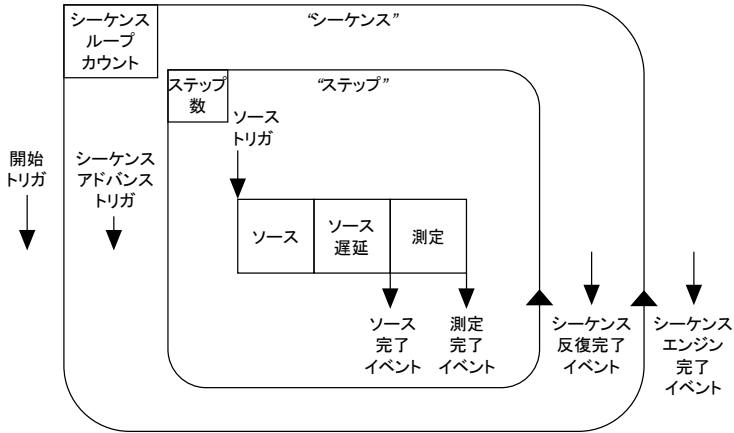 シーケンス
ループ
カウント
“シーケンス”
ステップ
数
“ステップ”
ソース
トリガ
開始
トリガ
シーケンス
アドバンス
トリガ
ソース
ソース
遅延
測定
ソース
完了
イベント
測定
完了
イベント
シーケンス
反復完了
イベント
シーケンス
エンジン
完了
イベント